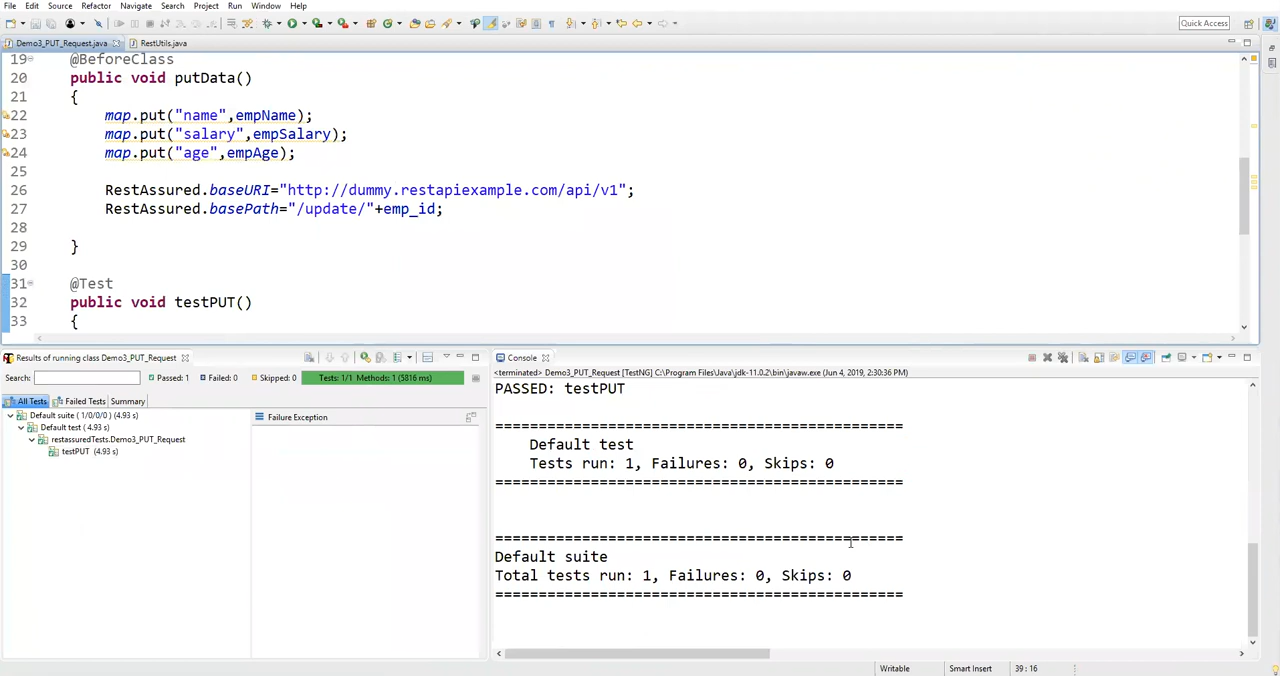 File Edit Source Refactor Navigate Search Project Run Window Help
Quick Access
Demo3_PUT_Request.java RestUtils.java
19 @BeforeClass
20 public void putData()
21 {
22 map.put("name",empName);
23 map.put("salary",empSalary);
24 map.put("age",empAge);
25
26 RestAssured.baseURI="http://dummy.restapiexample.com/api/v1";
27 RestAssured.basePath="/update/"+emp_id;
28
29 }
30
31 @Test
32 public void testPUT()
33 {
Results of running class Demo3_PUT_Request
Search: Passed: 1 Failed: 0 Skipped: 0 Tests: 1/1 Methods: 1 (5816 ms)
All Tests Failed Tests Summary
Default suite ( 1/0/0/0 ) (4.93 s)
Default test (4.93 s)
restassuredTests.Demo3_PUT_Request
testPUT (4.93 s)
Failure Exception
Console
<terminated> Demo3_PUT_Request [TestNG] C:\Program Files\Java\jdk-11.0.2\bin\javaw.exe (Jun 4, 2019, 2:30:36 PM)
PASSED: testPUT
===============================================
Default test
Tests run: 1, Failures: 0, Skips: 0
===============================================
===============================================
Default suite
Total tests run: 1, Failures: 0, Skips: 0
===============================================
Writable Smart Insert 39 : 16